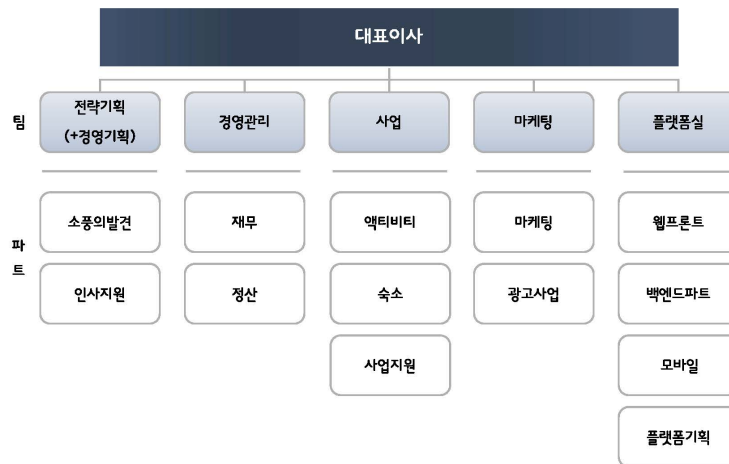 대표이사
팀
전략기획
(+경영기획)
경영관리
사업
마케팅
플랫폼실
파
트
소풍의발견
재무
액티비티
마케팅
웹프론트
인사지원
정산
숙소
광고사업
백엔드파트
사업지원
모바일
플랫폼기획